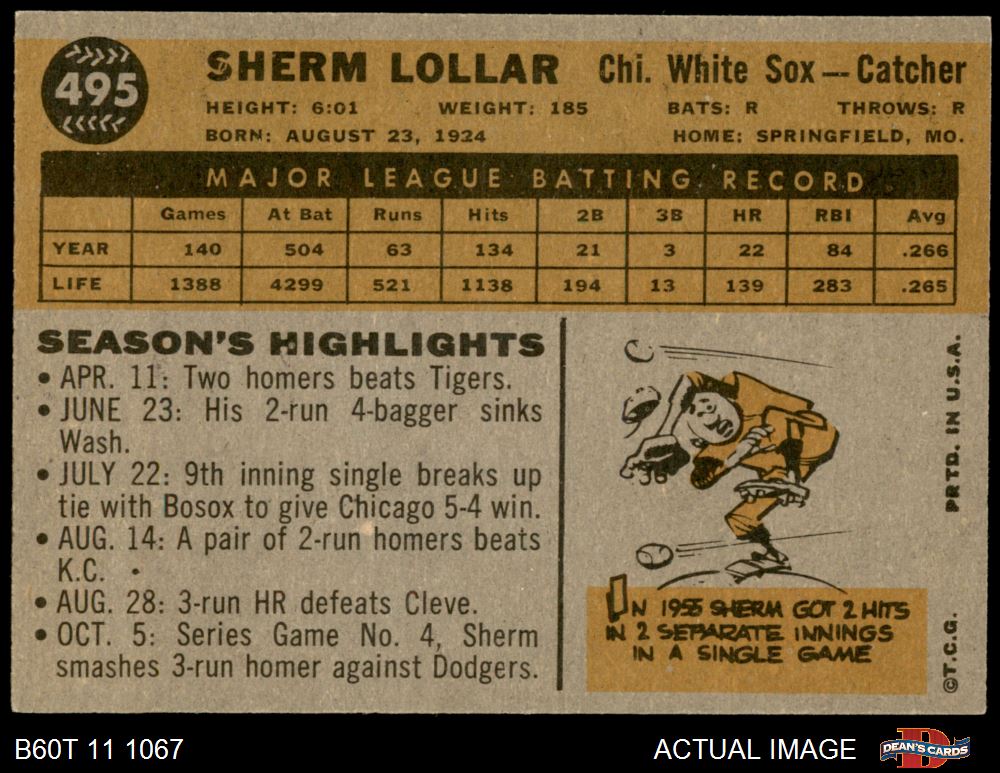 495
SHERM LOLLAR Chi. White Sox — Catcher
HEIGHT: 6:01 WEIGHT: 185 BATS: R THROWS: R
BORN: AUGUST 23, 1924 HOME: SPRINGFIELD, MO.
MAJOR LEAGUE BATTING RECORD
Games At Bat Runs Hits 2B 3B HR RBI Avg
YEAR 140 504 63 134 21 3 22 84 .266
LIFE 1388 4299 521 1138 194 13 139 283 .265
SEASON'S HIGHLIGHTS
• APR. 11: Two homers beats Tigers.
• JUNE 23: His 2-run 4-bagger sinks
Wash.
• JULY 22: 9th inning single breaks up
tie with Bosox to give Chicago 5-4 win.
• AUG. 14: A pair of 2-run homers beats
K.C.
• AUG. 28: 3-run HR defeats Cleve.
• OCT. 5: Series Game No. 4, Sherm
smashes 3-run homer against Dodgers.
IN 1955 SHERM GOT 2 HITS
IN 2 SEPARATE INNINGS
IN A SINGLE GAME
©T.C.G. PRTD. IN U.S.A.
B60T 11 1067 ACTUAL IMAGE DEAN'S CARDS